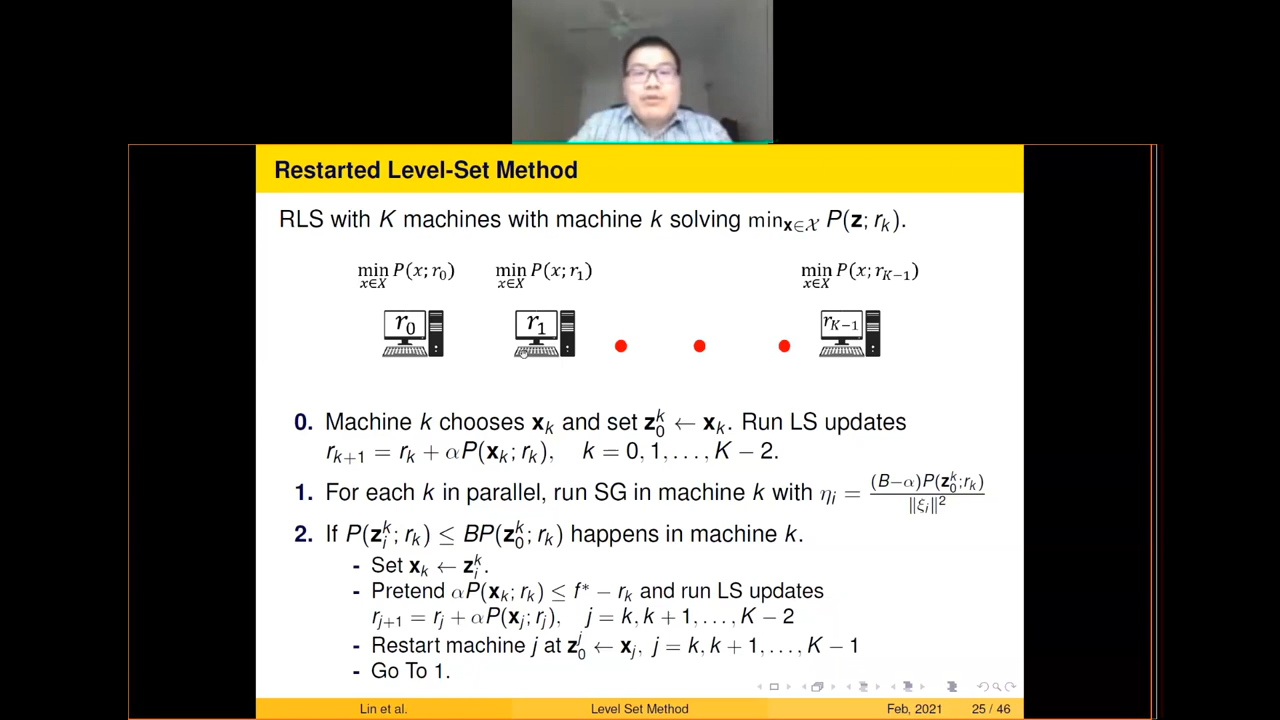 Restarted Level-Set Method
RLS with K machines with machine k solving min_{x∈𝒳} P(z; r_k).
min_{x∈X} P(x; r_0) min_{x∈X} P(x; r_1) min_{x∈X} P(x; r_{K−1})
r_0 r_1 r_{K−1}
0. Machine k chooses x_k and set z_0^k ← x_k. Run LS updates
r_{k+1} = r_k + αP(x_k; r_k), k = 0, 1, . . . , K − 2.
1. For each k in parallel, run SG in machine k with η_i = (B−α)P(z_0^k; r_k) / ‖ξ_i‖²
2. If P(z_i^k; r_k) ≤ BP(z_0^k; r_k) happens in machine k.
- Set x_k ← z_i^k.
- Pretend αP(x_k; r_k) ≤ f* − r_k and run LS updates
r_{j+1} = r_j + αP(x_j; r_j), j = k, k + 1, . . . , K − 2
- Restart machine j at z_0^j ← x_j, j = k, k + 1, . . . , K − 1
- Go To 1.
Lin et al. Level Set Method Feb, 2021 25 / 46